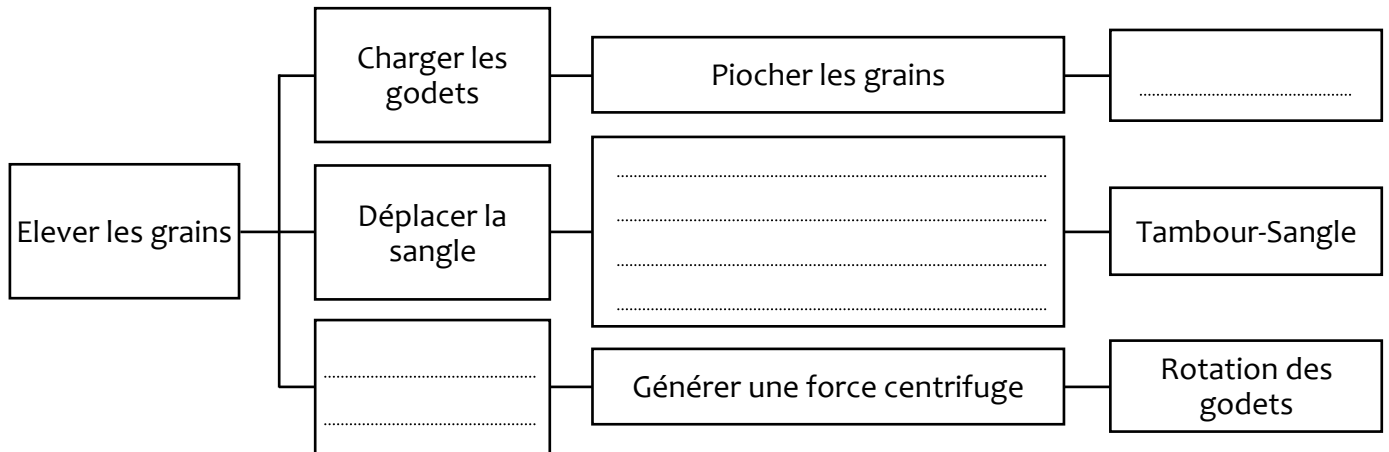 Charger les
godets
Piocher les grains
Elever les grains
Déplacer la
sangle
Tambour-Sangle
Générer une force centrifuge
Rotation des
godets